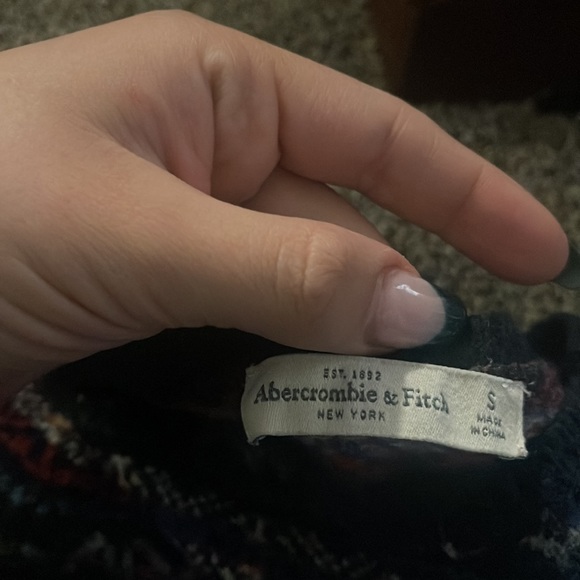 EST. 1892
Abercrombie & Fitch
NEW YORK
S
MADE
IN CHINA